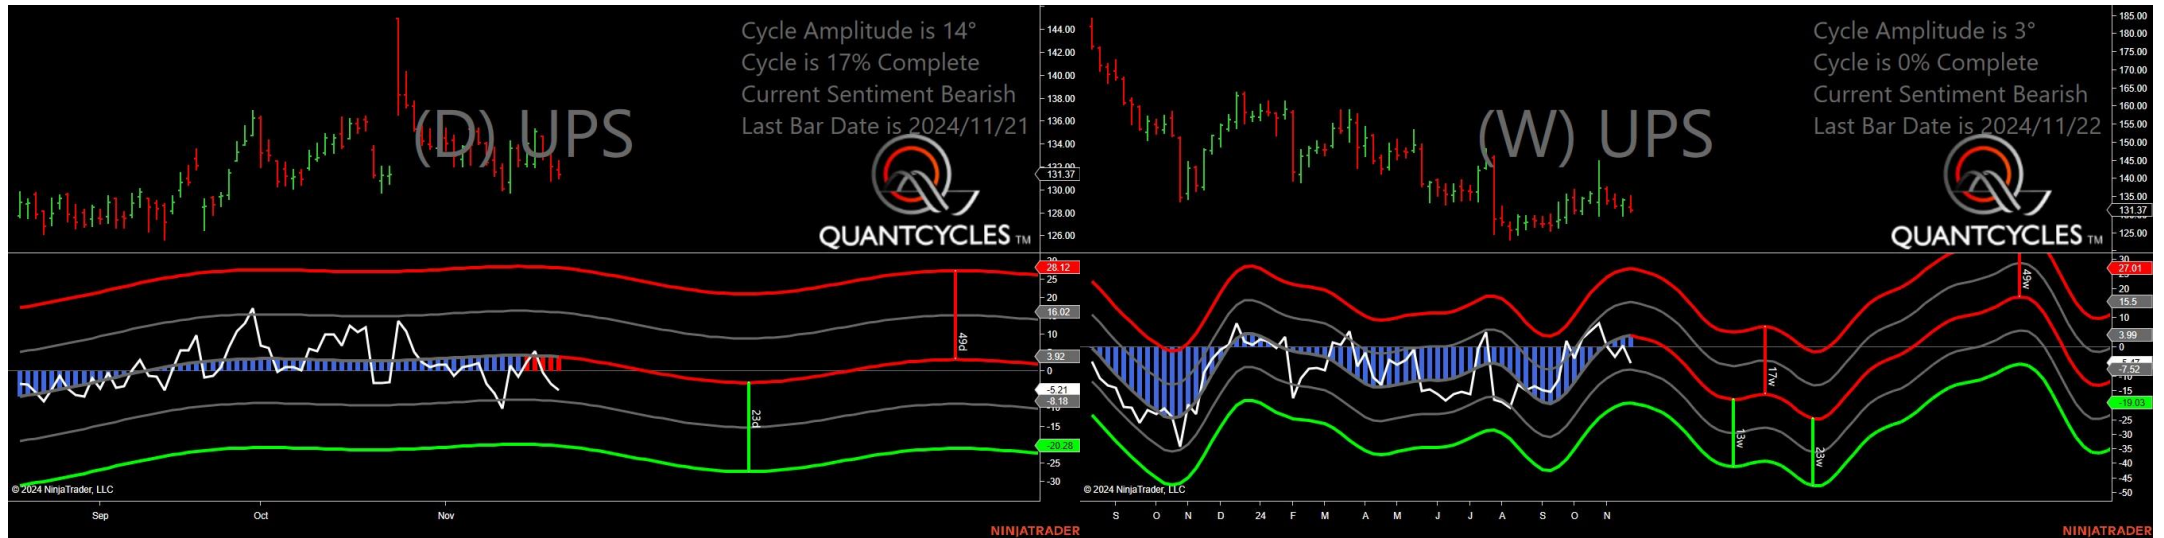 Cycle Amplitude is 14°
Cycle is 17% Complete
Current Sentiment Bearish
Last Bar Date is 2024/11/21
(D) UPS
QUANTCYCLES TM
144.00
142.00
140.00
138.00
136.00
134.00
132.00
131.37
130.00
128.00
126.00
28.12
25
20
16.02
10
3.92
0
-5.21
-8.18
-15
-20.28
-25
-30
49d
23d
© 2024 NinjaTrader, LLC
Sep Oct Nov
NINJATRADER
Cycle Amplitude is 3°
Cycle is 0% Complete
Current Sentiment Bearish
Last Bar Date is 2024/11/22
(W) UPS
QUANTCYCLES TM
185.00
180.00
175.00
170.00
165.00
160.00
155.00
150.00
145.00
140.00
135.00
131.37
125.00
30
27.01
20
15.5
10
3.99
0
-7.52
-15
-19.03
-25
-30
-35
-40
-45
-50
49w
17w
13w
23w
© 2024 NinjaTrader, LLC
S O N D 24 F M A M J J A S O N
NINJATRADER